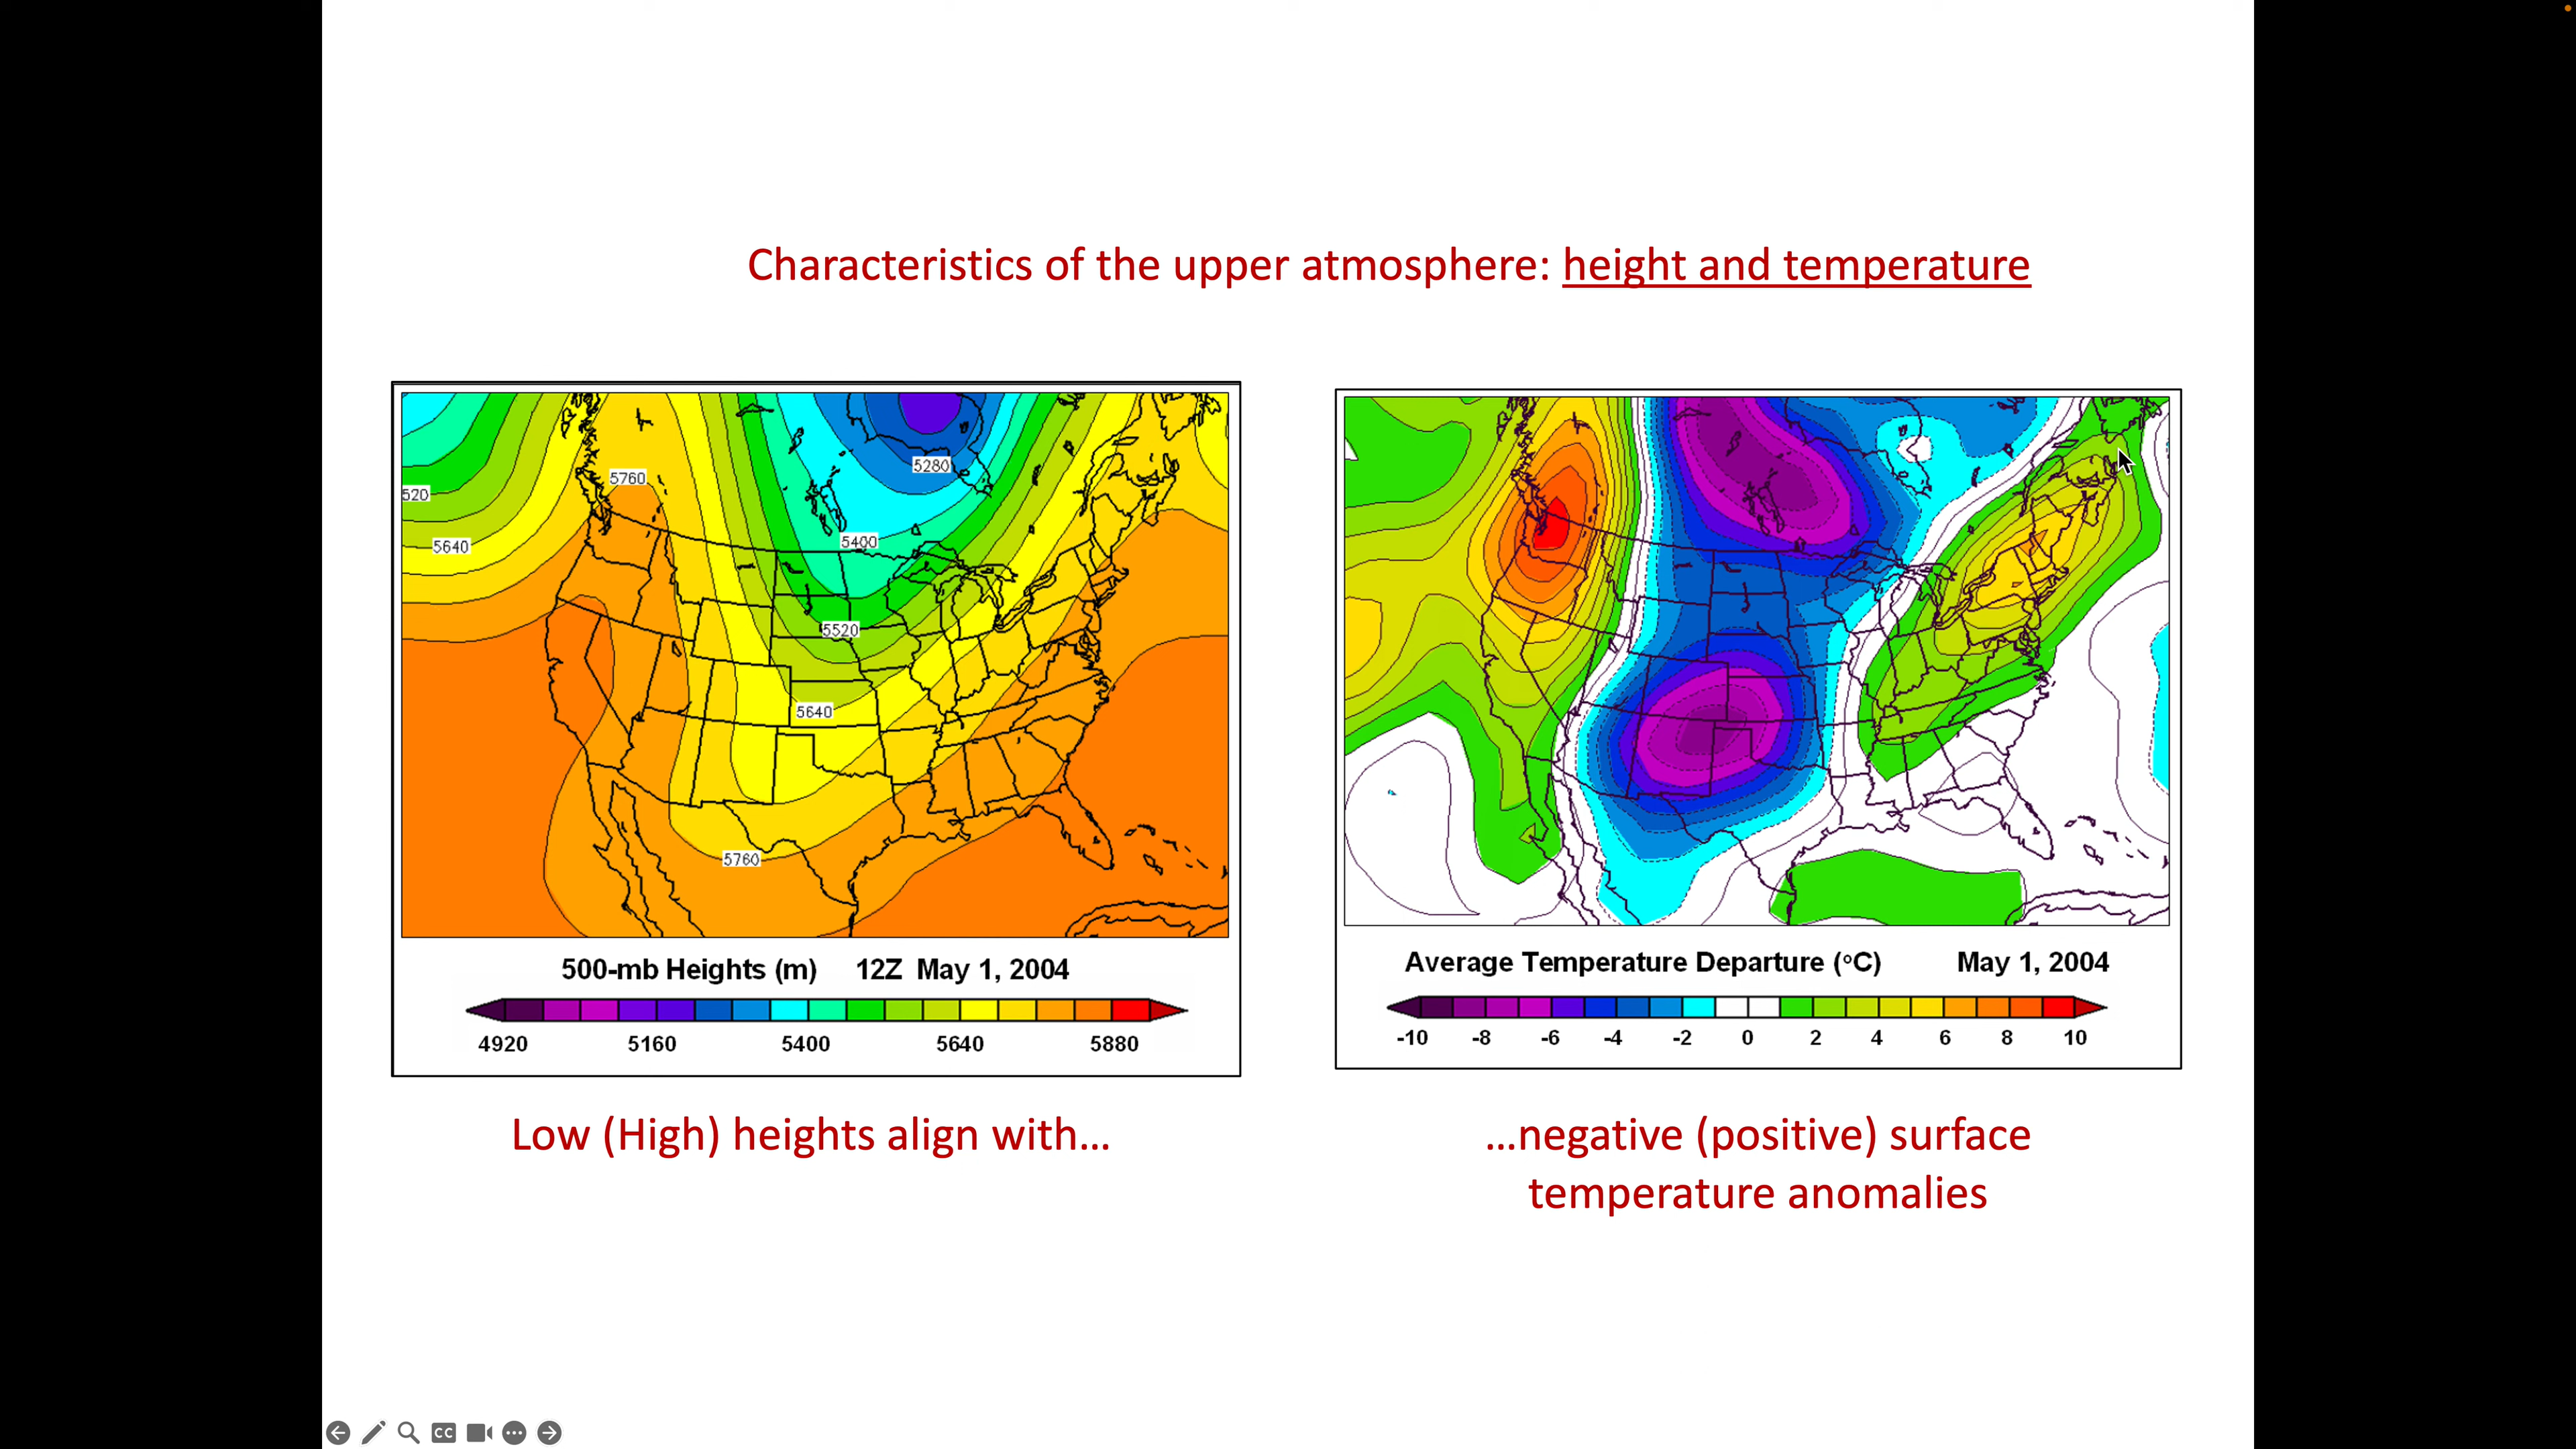 Characteristics of the upper atmosphere: height and temperature
5760
5280
520
5400
5640
5520
5640
5760
500-mb Heights (m) 12Z May 1, 2004
4920 5160 5400 5640 5880
Average Temperature Departure (°C) May 1, 2004
-10 -8 -6 -4 -2 0 2 4 6 8 10
Low (High) heights align with…
…negative (positive) surface
temperature anomalies
CC